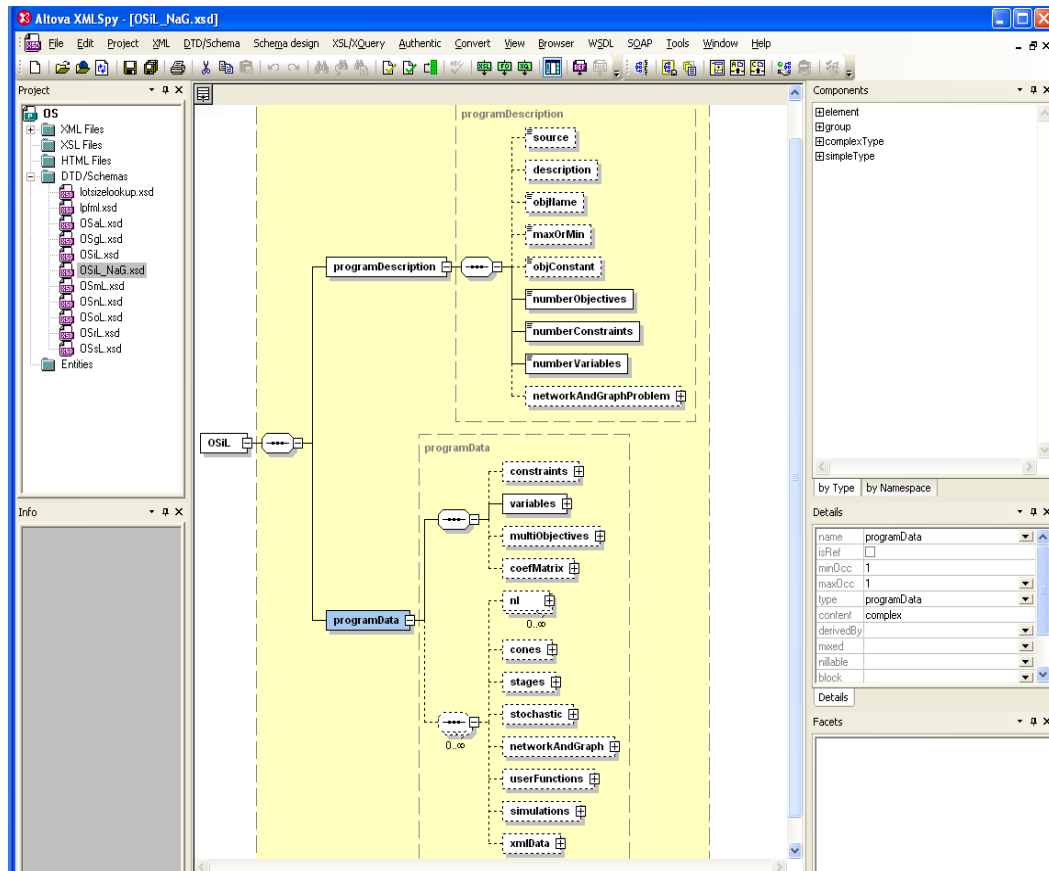 Altova XMLSpy - [OSiL_NaG.xsd]
File Edit Project XML DTD/Schema Schema design XSL/XQuery Authentic Convert View Browser WSDL SOAP Tools Window Help
Project
OS
XML Files
XSL Files
HTML Files
DTD/Schemas
lotsizelookup.xsd
lpfml.xsd
OSaL.xsd
OSgL.xsd
OSiL.xsd
OSiL_NaG.xsd
OSmL.xsd
OSnL.xsd
OSoL.xsd
OSrL.xsd
OSsL.xsd
Entities
Info
programDescription
source
description
objName
maxOrMin
programDescription
objConstant
numberObjectives
numberConstraints
numberVariables
networkAndGraphProblem
OSiL
programData
constraints
variables
multiObjectives
coefMatrix
nl
0..∞
programData
cones
stages
stochastic
0..∞
networkAndGraph
userFunctions
simulations
xmlData
Components
element
group
complexType
simpleType
by Type by Namespace
Details
name programData
isRef
minOcc 1
maxOcc 1
type programData
content complex
derivedBy
mixed
nillable
block
Details
Facets